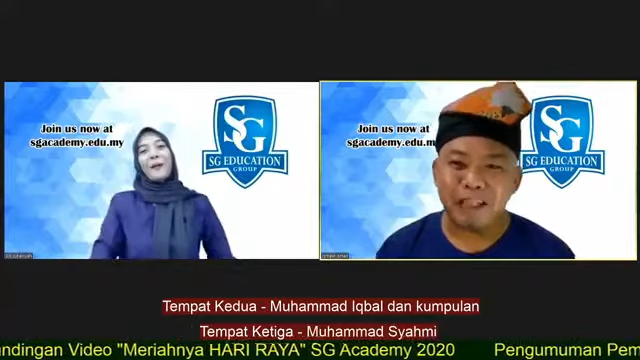 Join us now at
sgacademy.edu.my
SG
SG EDUCATION
GROUP
Join us now at
sgacademy.edu.m
SG
SG EDUCATION
GROUP
Tempat Kedua - Muhammad Iqbal dan kumpulan
Tempat Ketiga - Muhammad Syahmi
andingan Video "Meriahnya HARI RAYA" SG Academy 2020 Pengumuman Pem